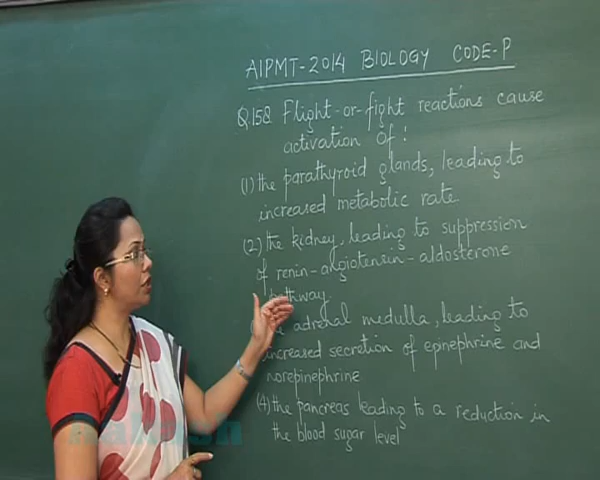 AIPMT-2014 BIOLOGY CODE-P
Q.158. Flight-or-fight reactions cause
activation of:
(1) the parathyroid glands, leading to
increased metabolic rate
(2) the kidney, leading to suppression
of renin-angiotensin-aldosterone
pathway.
adrenal medulla, leading to
increased secretion of epinephrine and
norepinephrine
(4) the pancreas leading to a reduction in
the blood sugar level
aakash